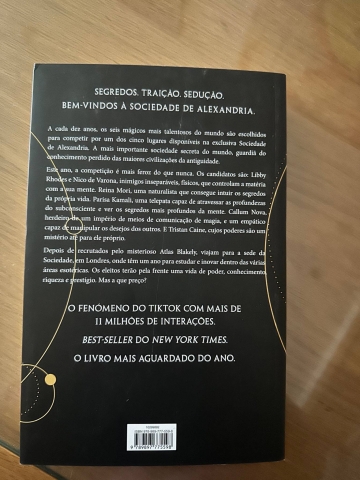 SEGREDOS. TRAIÇÃO. SEDUÇÃO.
BEM-VINDOS À SOCIEDADE DE ALEXANDRIA.
A cada dez anos, os seis mágicos mais talentosos do mundo são escolhidos
para competir por um dos cinco lugares disponíveis na exclusiva Sociedade
de Alexandria. A mais importante sociedade secreta do mundo, guardiã do
conhecimento perdido das maiores civilizações da antiguidade.
Este ano, a competição é mais feroz do que nunca. Os candidatos são: Libby
Rhodes e Nico de Varona, inimigos inseparáveis, físicos, que controlam a matéria
com a sua mente. Reina Mori, uma naturalista que consegue intuir os segredos
da própria vida. Parisa Kamali, uma telepata capaz de atravessar as profundezas
do subconsciente e ver os segredos mais profundos da mente. Callum Nova,
herdeiro de um império de meios de comunicação de magia, e um empático
capaz de manipular os desejos dos outros. E Tristan Caine, cujos poderes são um
mistério até para ele próprio.
Depois de recrutados pelo misterioso Atlas Blakely, viajam para a sede da
Sociedade, em Londres, onde têm um ano para estudar e inovar dentro das várias
áreas esotéricas. Os eleitos terão pela frente uma vida de poder, conhecimento,
riqueza e prestígio. Mas a que preço?
O FENÓMENO DO TIKTOK COM MAIS DE
11 MILHÕES DE INTERAÇÕES.
BEST-SELLER DO NEW YORK TIMES.
O LIVRO MAIS AGUARDADO DO ANO.
9 789897 775598